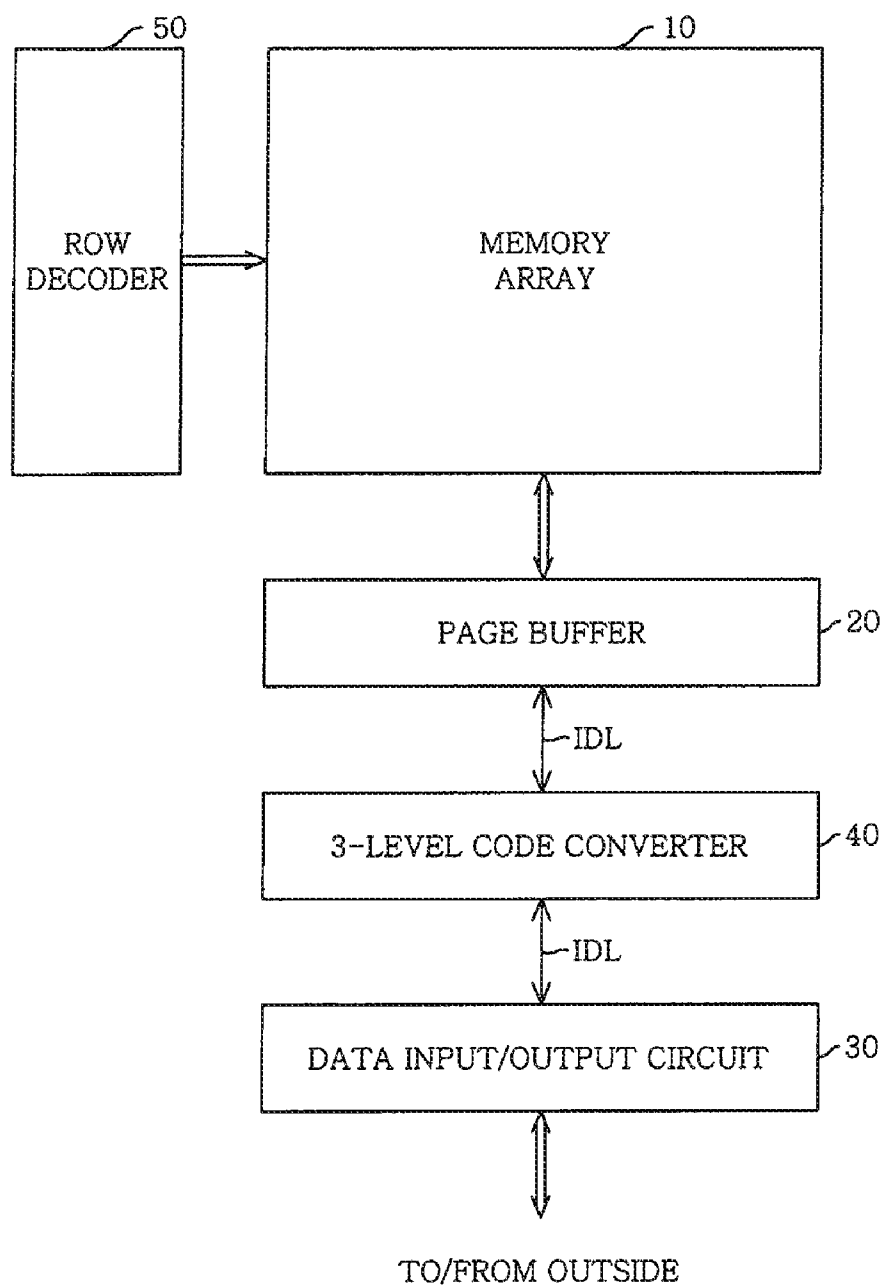 50
10
ROW
DECODER
MEMORY
ARRAY
PAGE BUFFER
20
IDL
3-LEVEL CODE CONVERTER
40
IDL
DATA INPUT/OUTPUT CIRCUIT
30
TO/FROM OUTSIDE